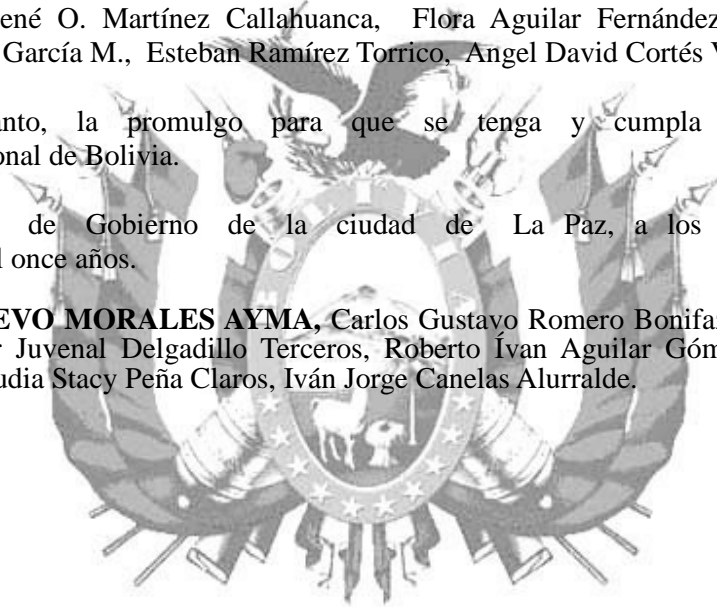 ené O. Martínez Callahuanca, Flora Aguilar Fernández
García M., Esteban Ramírez Torrico, Angel David Cortés V
nto, la promulgo para que se tenga y cumpla
onal de Bolivia.
de Gobierno de la ciudad de La Paz, a los
l once años.
EVO MORALES AYMA, Carlos Gustavo Romero Bonifaz
r Juvenal Delgadillo Terceros, Roberto Ívan Aguilar Góm
udia Stacy Peña Claros, Iván Jorge Canelas Alurralde.